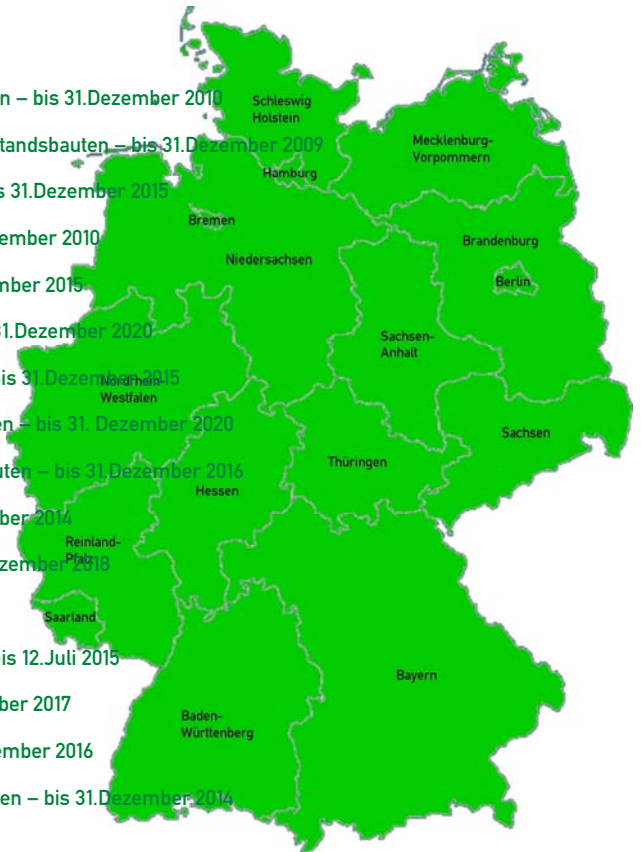 n – bis 31.Dezember 2010
Schleswig
Holstein
tandsbauten – bis 31.Dezember 2009
Mecklenburg-
Vorpommern
Hamburg
s 31.Dezember 2015
Bremen
ember 2010
Brandenburg
Niedersachsen
mber 2015
Berlin
31.Dezember 2020
Sachsen-
Anhalt
bis 31.Dezember 2015
Nordrhein-
Westfalen
en – bis 31. Dezember 2020
Sachsen
Thüringen
uten – bis 31.Dezember 2016
Hessen
ber 2014
Reinland-
Pfalz
zember 2018
Saarland
bis 12.Juli 2015
Bayern
ber 2017
Baden-
Württenberg
ember 2016
en – bis 31.Dezember 2014